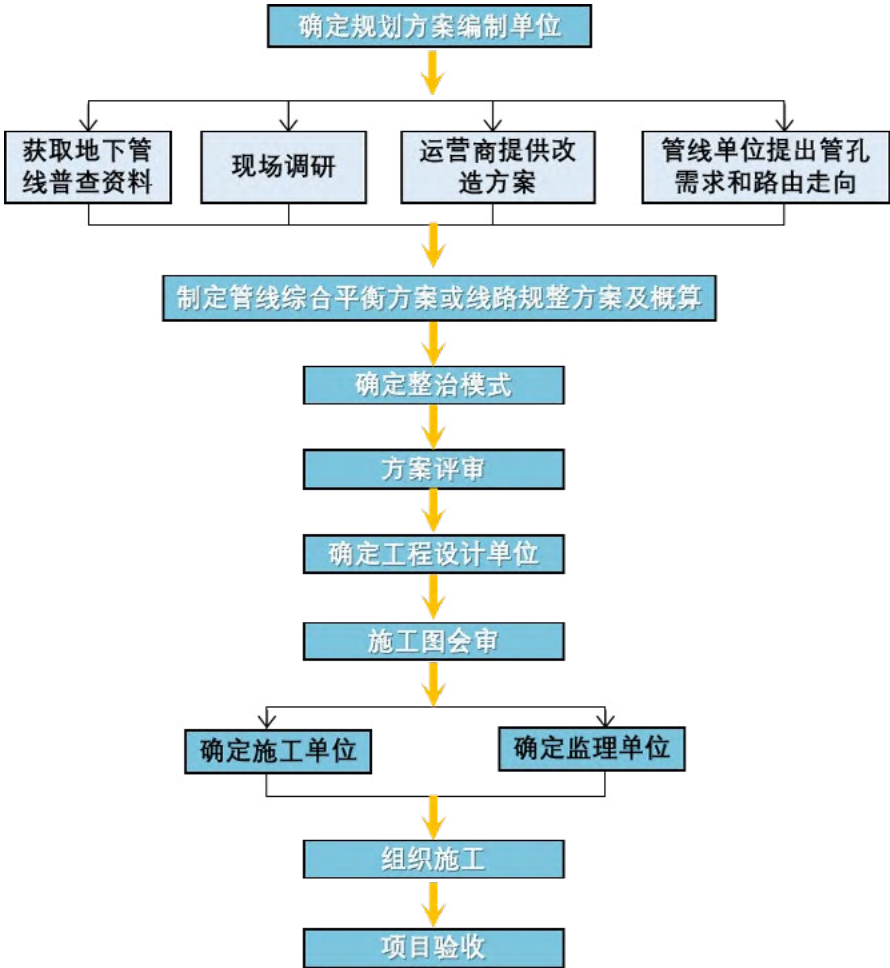 确定规划方案编制单位
获取地下管
线普查资料
现场调研
运营商提供改
造方案
管线单位提出管孔
需求和路由走向
制定管线综合平衡方案或线路规整方案及概算
确定整治模式
方案评审
确定工程设计单位
施工图会审
确定施工单位
确定监理单位
组织施工
项目验收